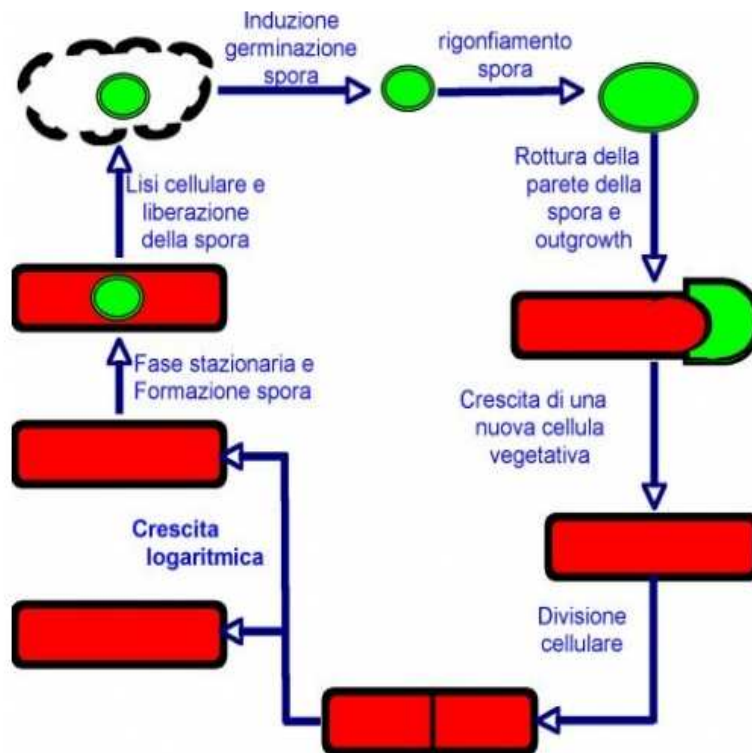 Induzione
germinazione
spora
rigonfiamento
spora
Rottura della
parete della
spora e
outgrowth
Lisi cellulare e
liberazione
della spora
Fase stazionaria e
Formazione spora
Crescita di una
nuova cellula
vegetativa
Crescita
logaritmica
Divisione
cellulare